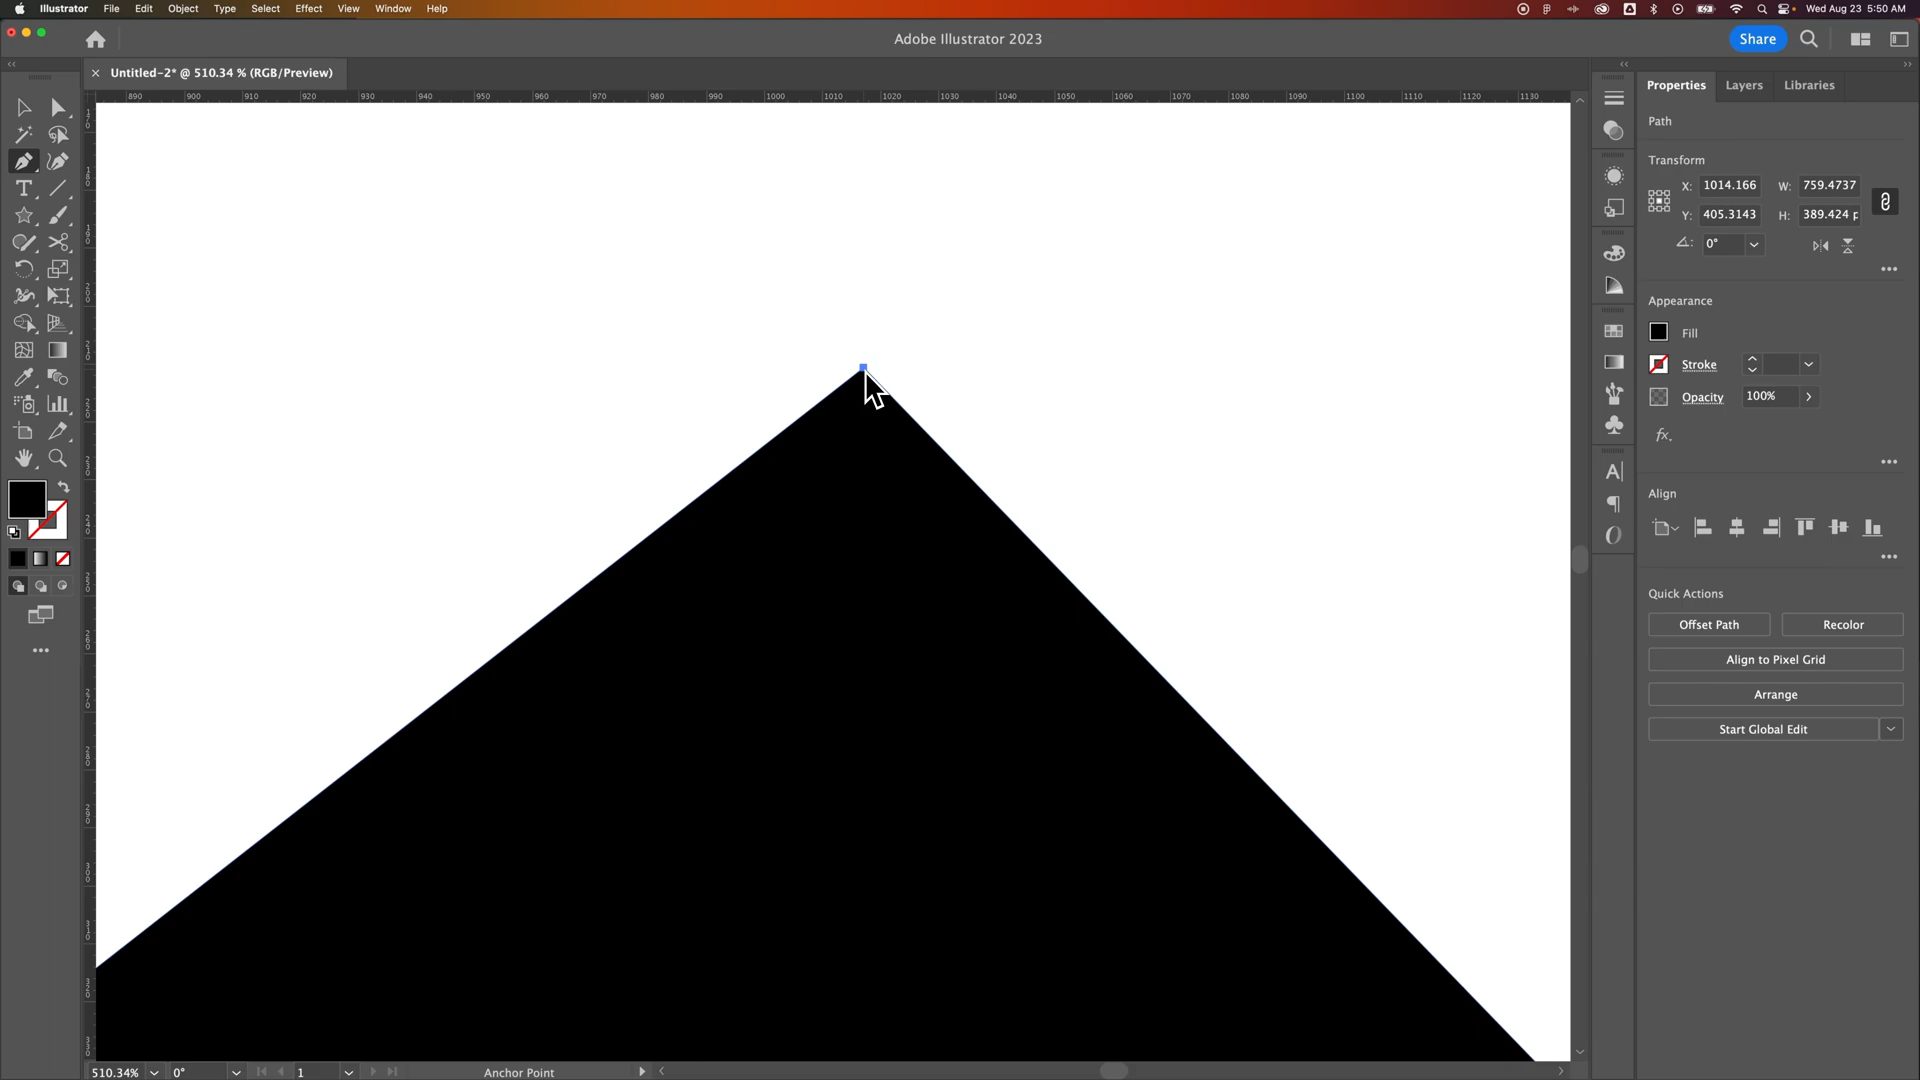 Illustrator File Edit Object Type Select Effect View Window Help
Wed Aug 23 5:50 AM
Adobe Illustrator 2023
Share
× Untitled-2* @ 510.34 % (RGB/Preview)
890 900 910 920 930 940 950 960 970 980 990 1000 1010 1020 1030 1040 1050 1060 1070 1080 1090 1100 1110 1120 1130
Properties Layers Libraries
Path
Transform
X: 1014.166 W: 759.4737
Y: 405.3143 H: 389.424 p
0°
Appearance
Fill
Stroke
Opacity 100%
fx.
Align
Quick Actions
Offset Path Recolor
Align to Pixel Grid
Arrange
Start Global Edit
510.34% 0° 1 Anchor Point